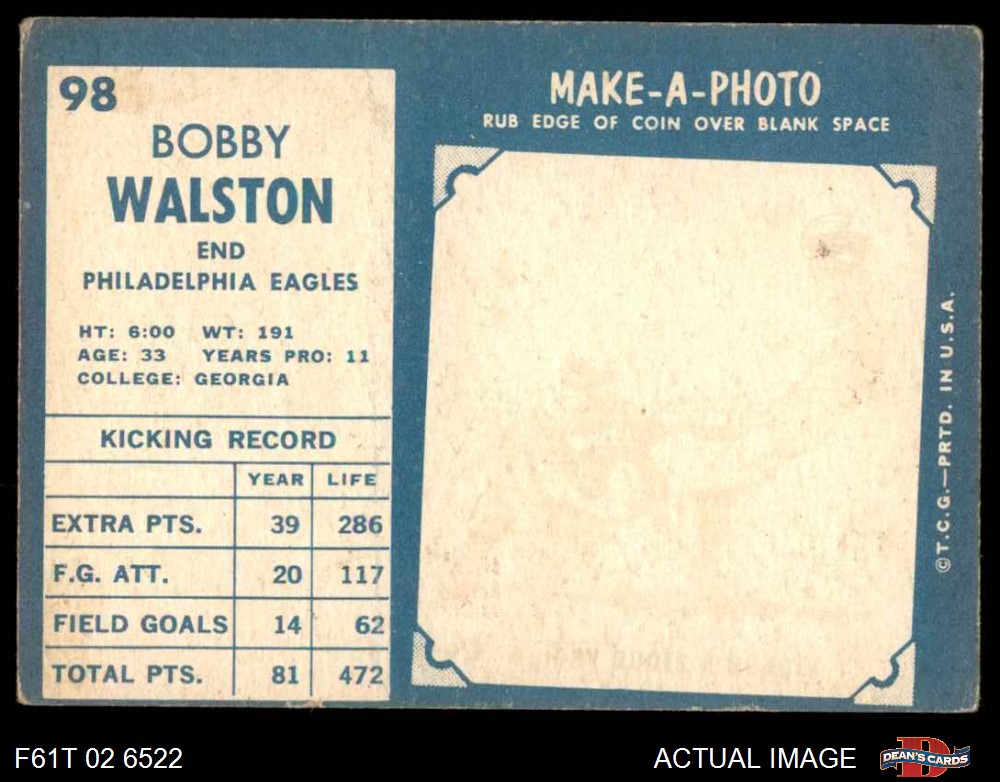 98
BOBBY
WALSTON
END
PHILADELPHIA EAGLES
HT: 6:00 WT: 191
AGE: 33 YEARS PRO: 11
COLLEGE: GEORGIA
KICKING RECORD
YEAR LIFE
EXTRA PTS. 39 286
F.G. ATT. 20 117
FIELD GOALS 14 62
TOTAL PTS. 81 472
MAKE-A-PHOTO
RUB EDGE OF COIN OVER BLANK SPACE
©T.C.G.—PRTD. IN U.S.A.
F61T 02 6522
ACTUAL IMAGE
DEAN'S CARDS